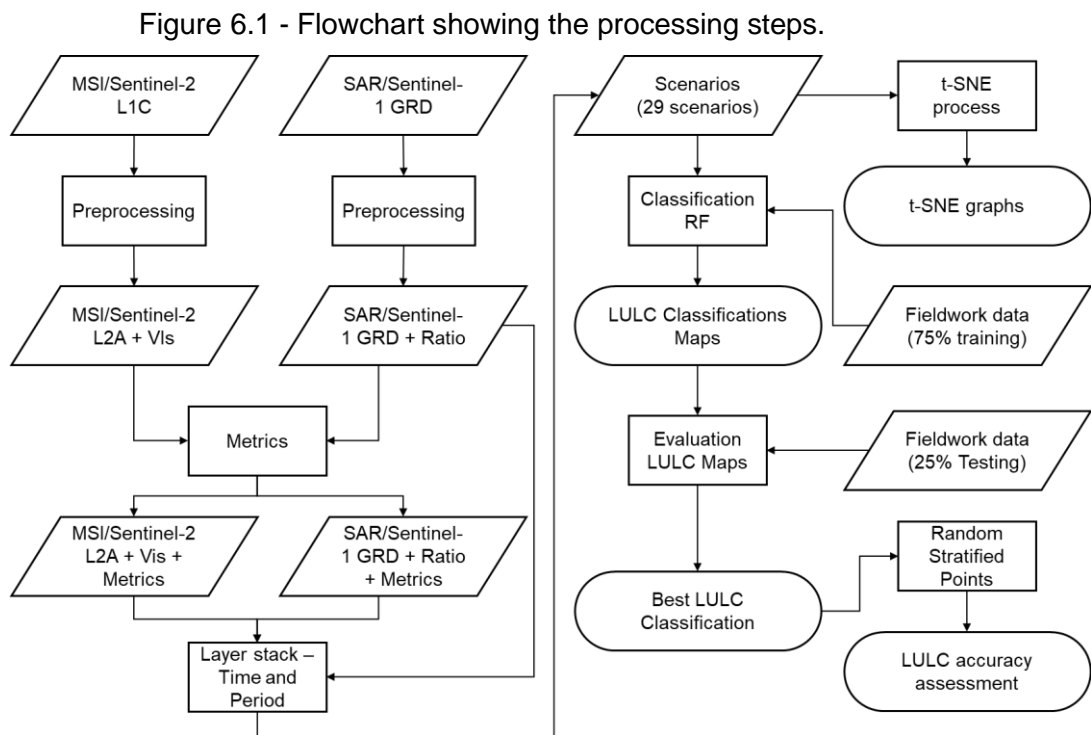 Figure 6.1 - Flowchart showing the processing steps.
MSI/Sentinel-2
L1C
SAR/Sentinel-
1 GRD
Preprocessing
Preprocessing
MSI/Sentinel-2
L2A + VIs
SAR/Sentinel-
1 GRD + Ratio
Metrics
MSI/Sentinel-2
L2A + Vis +
Metrics
SAR/Sentinel-
1 GRD + Ratio
+ Metrics
Layer stack –
Time and
Period
Scenarios
(29 scenarios)
t-SNE
process
t-SNE graphs
Classification
RF
LULC Classifications
Maps
Fieldwork data
(75% training)
Evaluation
LULC Maps
Fieldwork data
(25% Testing)
Best LULC
Classification
Random
Stratified
Points
LULC accuracy
assessment